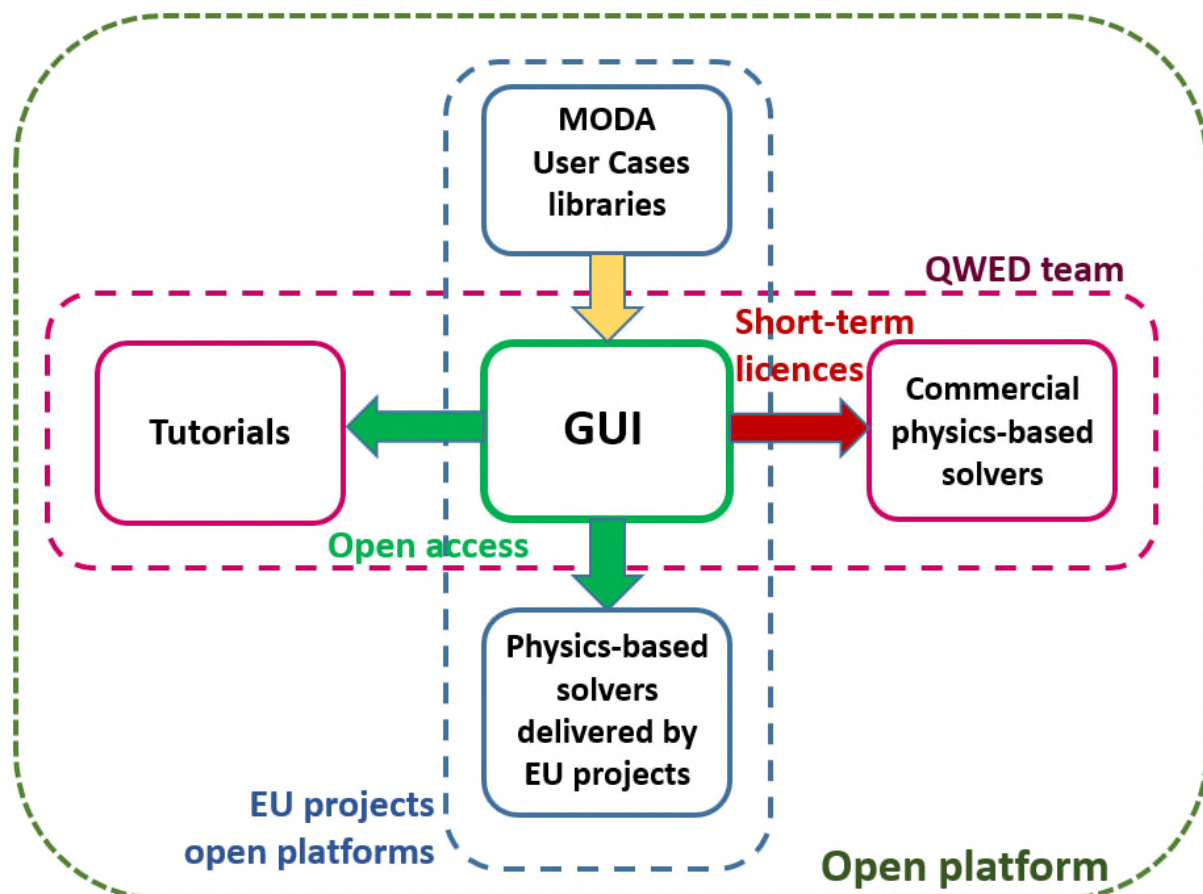 MODA
User Cases
libraries
QWED team
Short-term
licences
Tutorials
GUI
Commercial
physics-based
solvers
Open access
Physics-based
solvers
delivered by
EU projects
EU projects
open platforms
Open platform